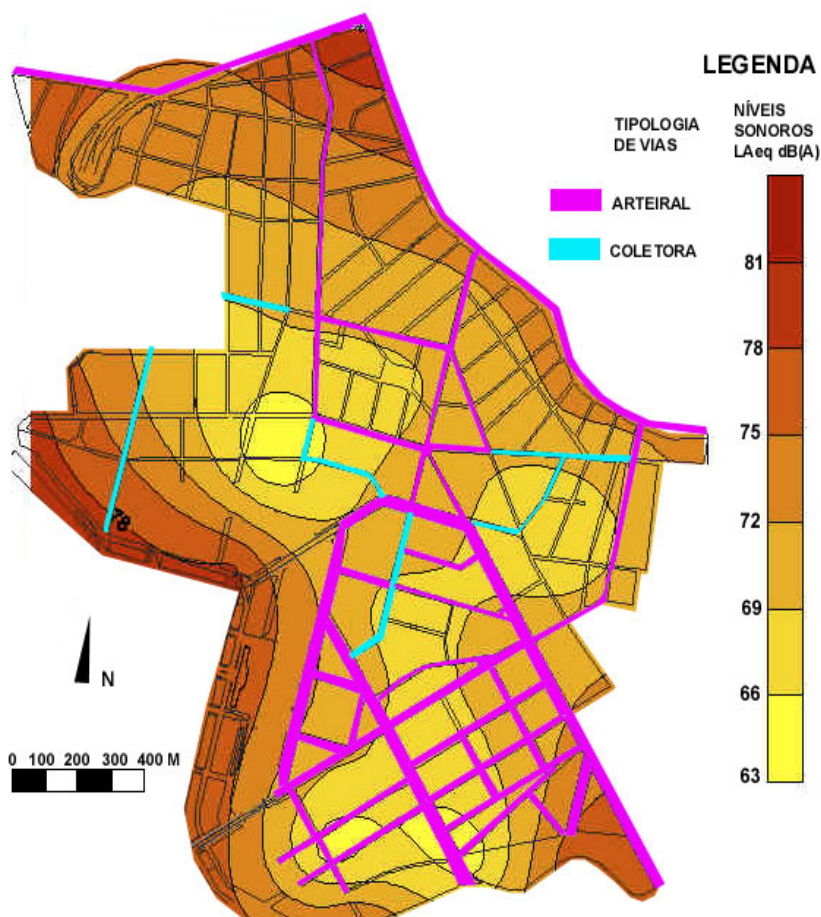 LEGENDA
TIPOLOGIA
DE VIAS
NÍVEIS
SONOROS
LAeq dB(A)
ARTEIRAL
COLETORA
81
78
75
72
69
66
63
78
N
0 100 200 300 400 M